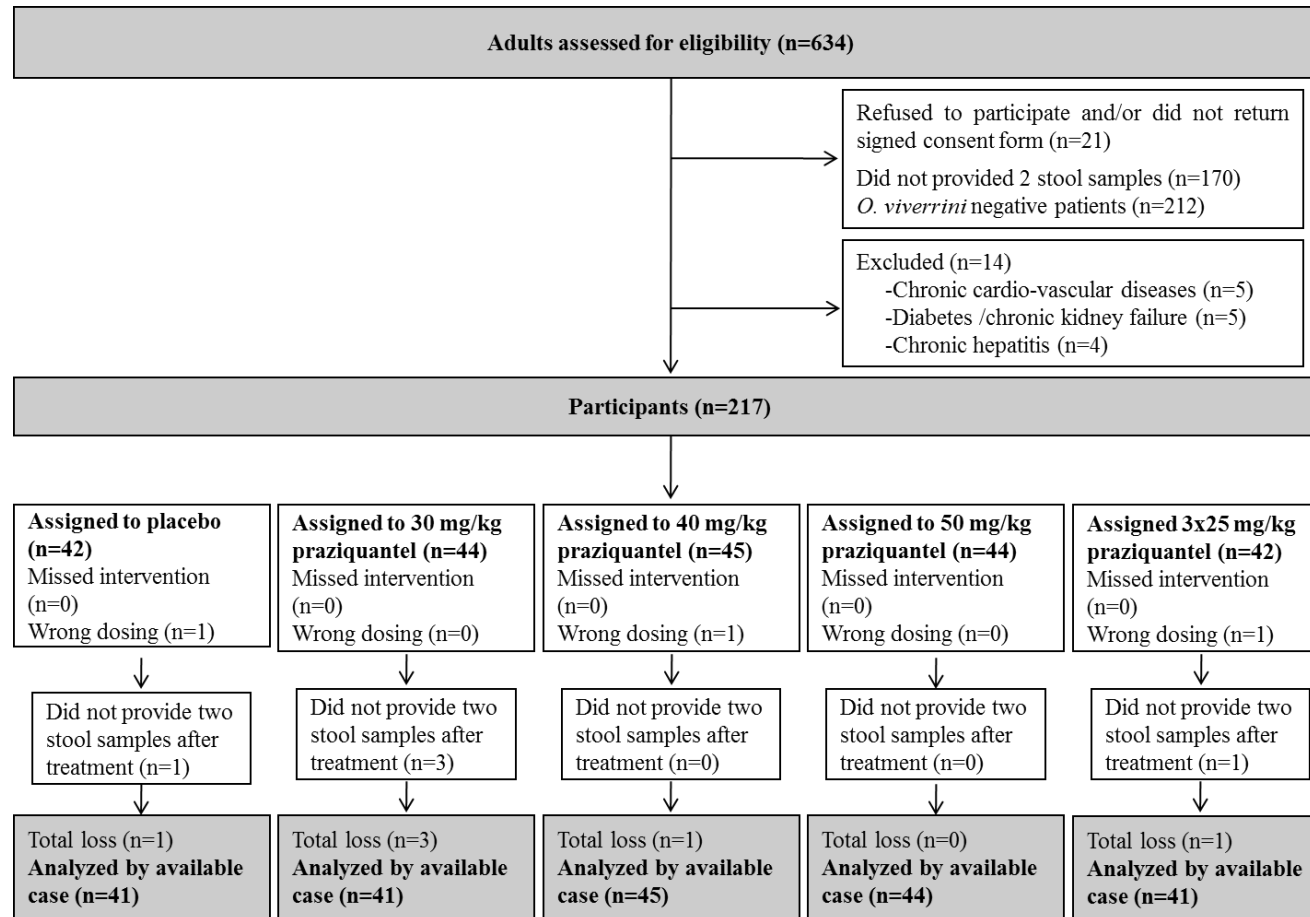 Adults assessed for eligibility (n=634)
Refused to participate and/or did not return
signed consent form (n=21)
Did not provided 2 stool samples (n=170)
O. viverrini negative patients (n=212)
Excluded (n=14)
-Chronic cardio-vascular diseases (n=5)
-Diabetes /chronic kidney failure (n=5)
-Chronic hepatitis (n=4)
Participants (n=217)
Assigned to placebo
(n=42)
Missed intervention
(n=0)
Wrong dosing (n=1)
Assigned to 30 mg/kg
praziquantel (n=44)
Missed intervention
(n=0)
Wrong dosing (n=0)
Assigned to 40 mg/kg
praziquantel (n=45)
Missed intervention
(n=0)
Wrong dosing (n=1)
Assigned to 50 mg/kg
praziquantel (n=44)
Missed intervention
(n=0)
Wrong dosing (n=0)
Assigned 3x25 mg/kg
praziquantel (n=42)
Missed intervention
(n=0)
Wrong dosing (n=1)
Did not provide two
stool samples after
treatment (n=1)
Did not provide two
stool samples after
treatment (n=3)
Did not provide two
stool samples after
treatment (n=0)
Did not provide two
stool samples after
treatment (n=0)
Did not provide two
stool samples after
treatment (n=1)
Total loss (n=1)
Analyzed by available
case (n=41)
Total loss (n=3)
Analyzed by available
case (n=41)
Total loss (n=1)
Analyzed by available
case (n=45)
Total loss (n=0)
Analyzed by available
case (n=44)
Total loss (n=1)
Analyzed by available
case (n=41)